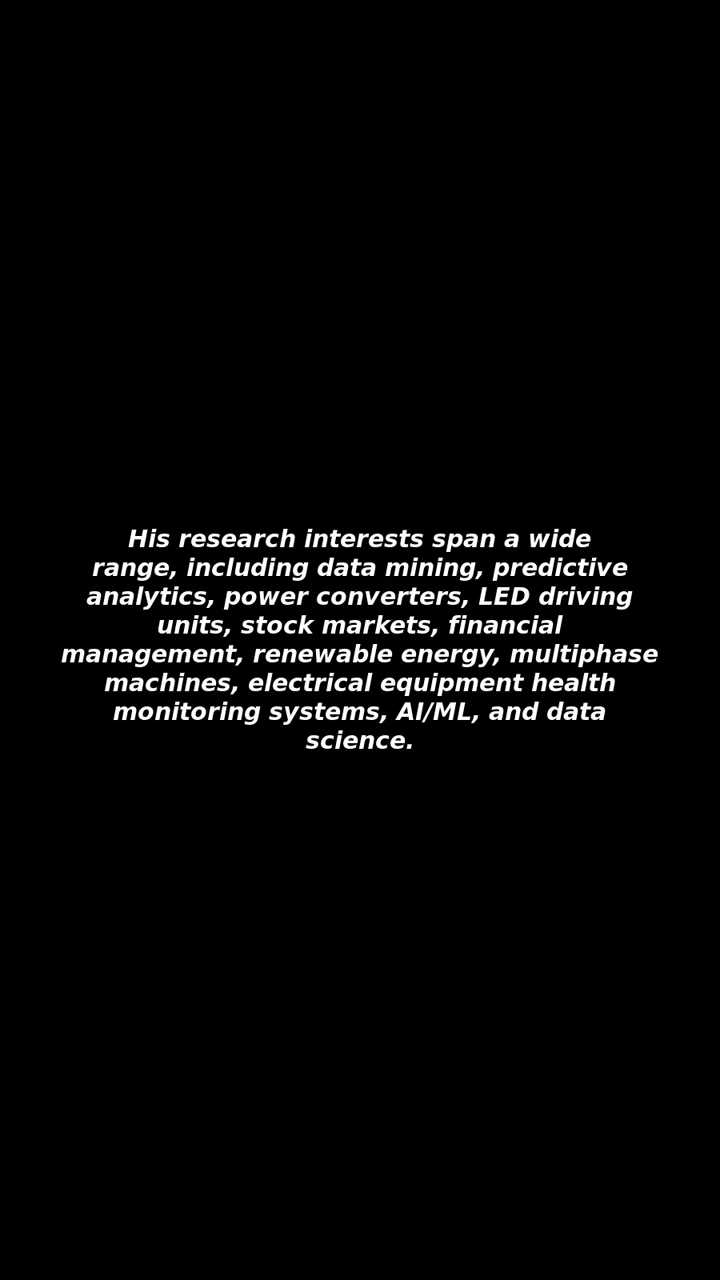 His research interests span a wide
range, including data mining, predictive
analytics, power converters, LED driving
units, stock markets, financial
management, renewable energy, multiphase
machines, electrical equipment health
monitoring systems, AI/ML, and data
science.